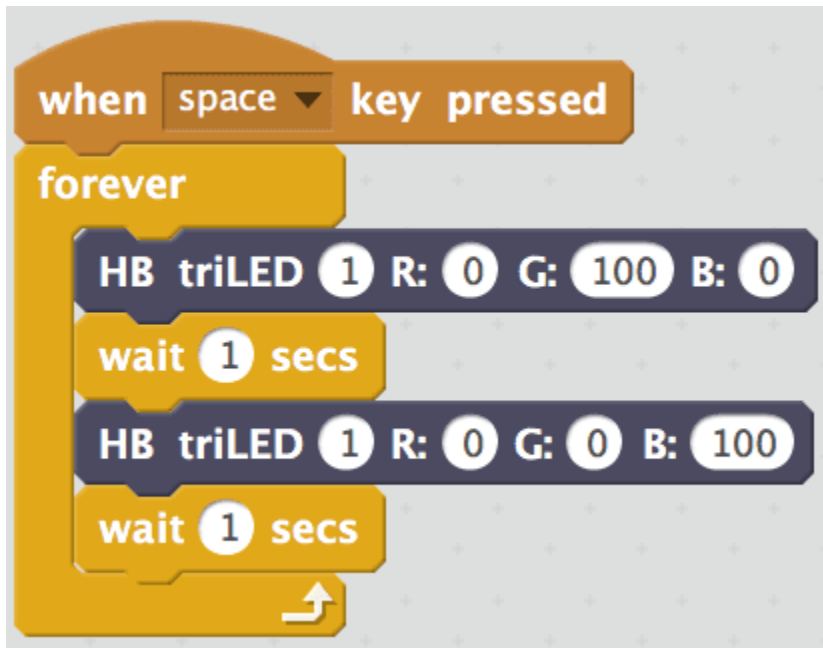 when space key pressed
forever
HB triLED 1 R: 0 G: 100 B: 0
wait 1 secs
HB triLED 1 R: 0 G: 0 B: 100
wait 1 secs